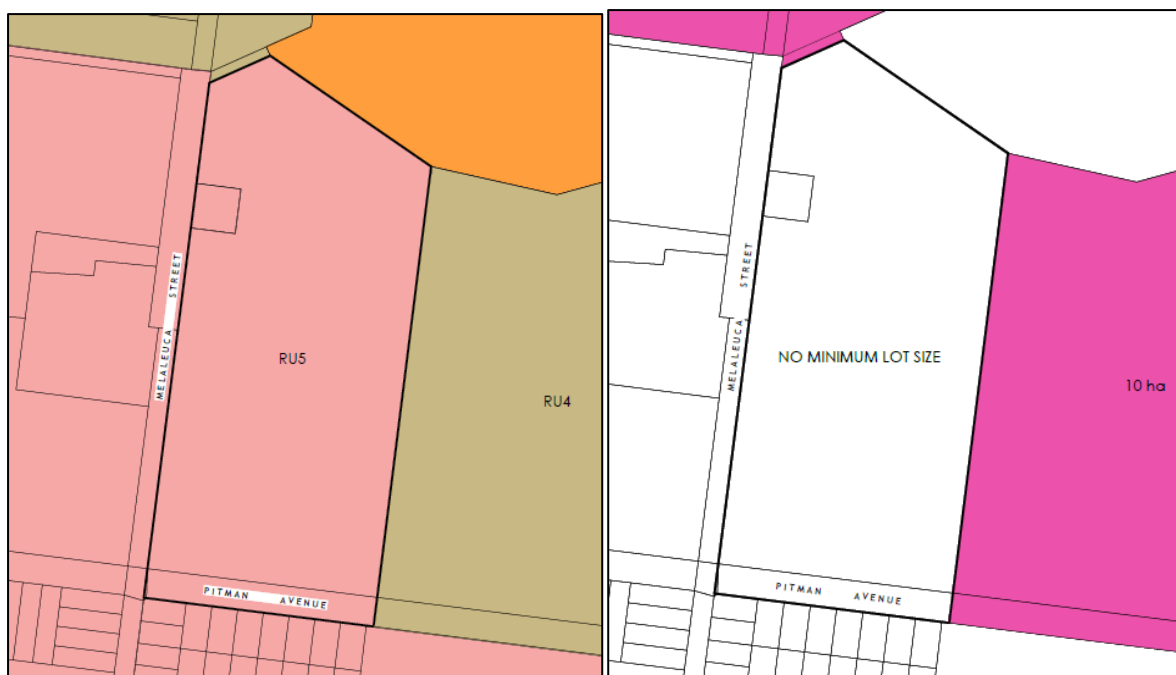 MELALEUCA STREET
RU5
RU4
PITMAN AVENUE
MELALEUCA STREET
NO MINIMUM LOT SIZE
10 ha
PITMAN AVENUE